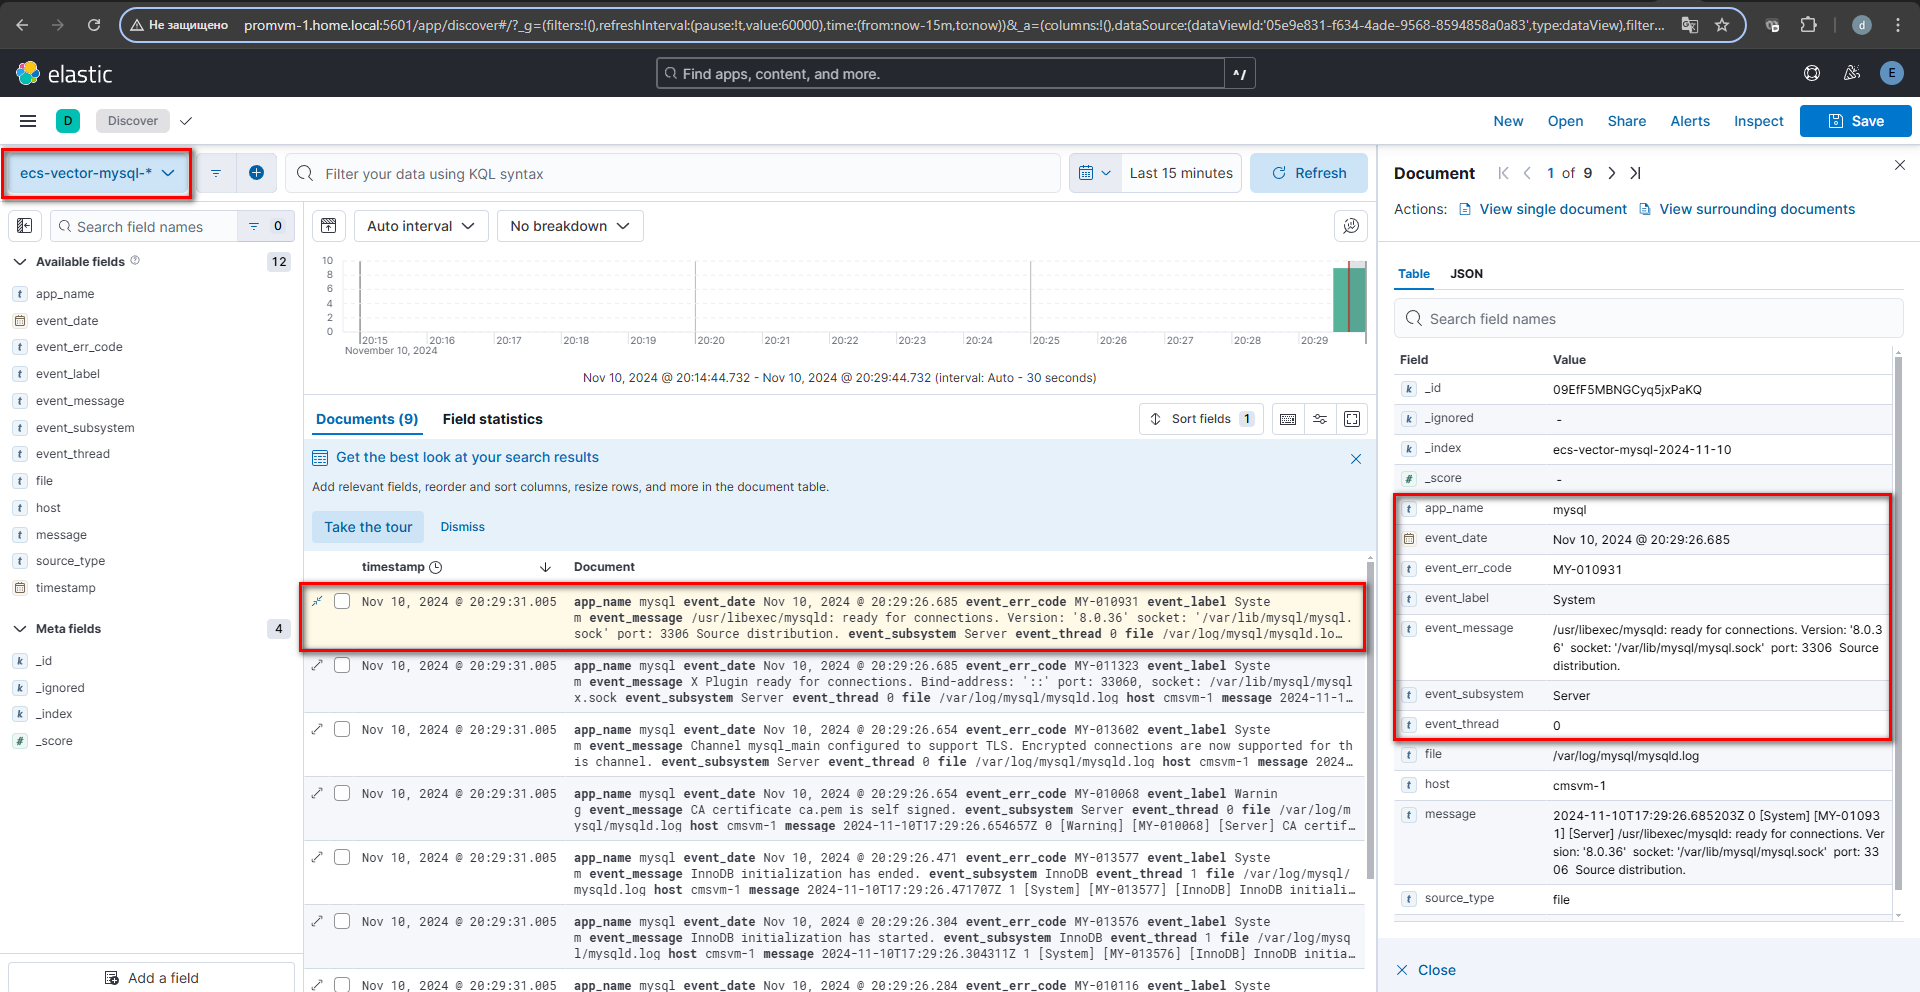 Не защищено promvm-1.home.local:5601/app/discover#/?_g=(filters:!(),refreshInterval:(pause:!t,value:60000),time:(from:now-15m,to:now))&_a=(columns:!(),dataSource:(dataViewId:'05e9e831-f634-4ade-9568-8594858a0a83',type:dataView),filter... d
elastic Find apps, content, and more. ^/ E
D Discover New Open Share Alerts Inspect Save
ecs-vector-mysql-* Filter your data using KQL syntax Last 15 minutes Refresh
Search field names 0
Available fields 12
t app_name
event_date
t event_err_code
t event_label
t event_message
t event_subsystem
t event_thread
t file
t host
t message
t source_type
timestamp
Meta fields 4
k _id
k _ignored
k _index
# _score
Add a field
Auto interval No breakdown
10
8
6
4
2
0
20:15 20:16 20:17 20:18 20:19 20:20 20:21 20:22 20:23 20:24 20:25 20:26 20:27 20:28 20:29
November 10, 2024
Nov 10, 2024 @ 20:14:44.732 - Nov 10, 2024 @ 20:29:44.732 (interval: Auto - 30 seconds)
Documents (9) Field statistics Sort fields 1
Get the best look at your search results
Add relevant fields, reorder and sort columns, resize rows, and more in the document table.
Take the tour Dismiss
timestamp Document
Nov 10, 2024 @ 20:29:31.005 app_name mysql event_date Nov 10, 2024 @ 20:29:26.685 event_err_code MY-010931 event_label Syste
m event_message /usr/libexec/mysqld: ready for connections. Version: '8.0.36' socket: '/var/lib/mysql/mysql.
sock' port: 3306 Source distribution. event_subsystem Server event_thread 0 file /var/log/mysql/mysqld.lo…
Nov 10, 2024 @ 20:29:31.005 app_name mysql event_date Nov 10, 2024 @ 20:29:26.685 event_err_code MY-011323 event_label Syste
m event_message X Plugin ready for connections. Bind-address: '::' port: 33060, socket: /var/lib/mysql/mysql
x.sock event_subsystem Server event_thread 0 file /var/log/mysql/mysqld.log host cmsvm-1 message 2024-11-1…
Nov 10, 2024 @ 20:29:31.005 app_name mysql event_date Nov 10, 2024 @ 20:29:26.654 event_err_code MY-013602 event_label Syste
m event_message Channel mysql_main configured to support TLS. Encrypted connections are now supported for th
is channel. event_subsystem Server event_thread 0 file /var/log/mysql/mysqld.log host cmsvm-1 message 2024…
Nov 10, 2024 @ 20:29:31.005 app_name mysql event_date Nov 10, 2024 @ 20:29:26.654 event_err_code MY-010068 event_label Warnin
g event_message CA certificate ca.pem is self signed. event_subsystem Server event_thread 0 file /var/log/m
ysql/mysqld.log host cmsvm-1 message 2024-11-10T17:29:26.654657Z 0 [Warning] [MY-010068] [Server] CA certif…
Nov 10, 2024 @ 20:29:31.005 app_name mysql event_date Nov 10, 2024 @ 20:29:26.471 event_err_code MY-013577 event_label Syste
m event_message InnoDB initialization has ended. event_subsystem InnoDB event_thread 1 file /var/log/mysql/
mysqld.log host cmsvm-1 message 2024-11-10T17:29:26.471707Z 1 [System] [MY-013577] [InnoDB] InnoDB initiali…
Nov 10, 2024 @ 20:29:31.005 app_name mysql event_date Nov 10, 2024 @ 20:29:26.304 event_err_code MY-013576 event_label Syste
m event_message InnoDB initialization has started. event_subsystem InnoDB event_thread 1 file /var/log/mysq
l/mysqld.log host cmsvm-1 message 2024-11-10T17:29:26.304311Z 1 [System] [MY-013576] [InnoDB] InnoDB initia…
Nov 10, 2024 @ 20:29:31.005 app_name mysql event_date Nov 10, 2024 @ 20:29:26.284 event_err_code MY-010116 event_label Syste
Document 1 of 9
Actions: View single document View surrounding documents
Table JSON
Search field names
Field Value
k _id 09EfF5MBNGCyq5jxPaKQ
k _ignored -
k _index ecs-vector-mysql-2024-11-10
# _score -
t app_name mysql
event_date Nov 10, 2024 @ 20:29:26.685
t event_err_code MY-010931
t event_label System
t event_message /usr/libexec/mysqld: ready for connections. Version: '8.0.3
6' socket: '/var/lib/mysql/mysql.sock' port: 3306 Source
distribution.
t event_subsystem Server
t event_thread 0
t file /var/log/mysql/mysqld.log
t host cmsvm-1
t message 2024-11-10T17:29:26.685203Z 0 [System] [MY-01093
1] [Server] /usr/libexec/mysqld: ready for connections. Ver
sion: '8.0.36' socket: '/var/lib/mysql/mysql.sock' port: 33
06 Source distribution.
t source_type file
Close